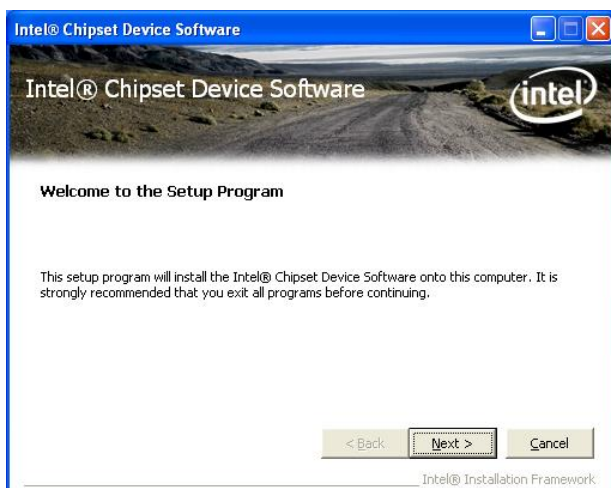 Intel® Chipset Device Software
Intel® Chipset Device Software
intel
Welcome to the Setup Program
This setup program will install the Intel® Chipset Device Software onto this computer. It is
strongly recommended that you exit all programs before continuing.
< Back
Next >
Cancel
Intel® Installation Framework